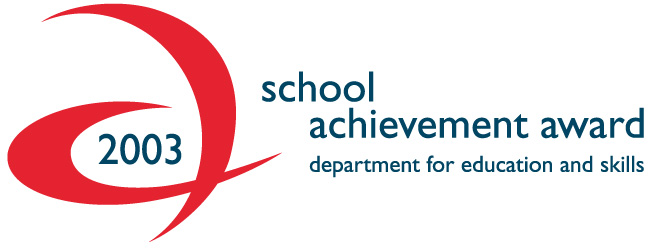 2003
school
achievement award
department for education and skills